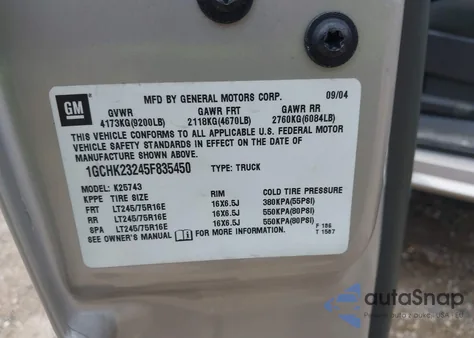 GM
MFD BY GENERAL MOTORS CORP. 09/04
GVWR GAWR FRT GAWR RR
4173KG(9200LB) 2118KG(4670LB) 2760KG(6084LB)
THIS VEHICLE CONFORMS TO ALL APPLICABLE U.S. FEDERAL MOTOR
VEHICLE SAFETY STANDARDS IN EFFECT ON THE DATE OF
MANUFACTURE SHOWN ABOVE.
1GCHK23245F835450 TYPE: TRUCK
MODEL: K25743
KPPE TIRE SIZE RIM COLD TIRE PRESSURE
FRT LT245/75R16E 16X6.5J 380KPA(55PSI)
RR LT245/75R16E 16X6.5J 550KPA(80PSI)
SPA LT245/75R16E 16X6.5J 550KPA(80PSI)
SEE OWNER'S MANUAL FOR MORE INFORMATION.
F 186
T 1587
autoSnap